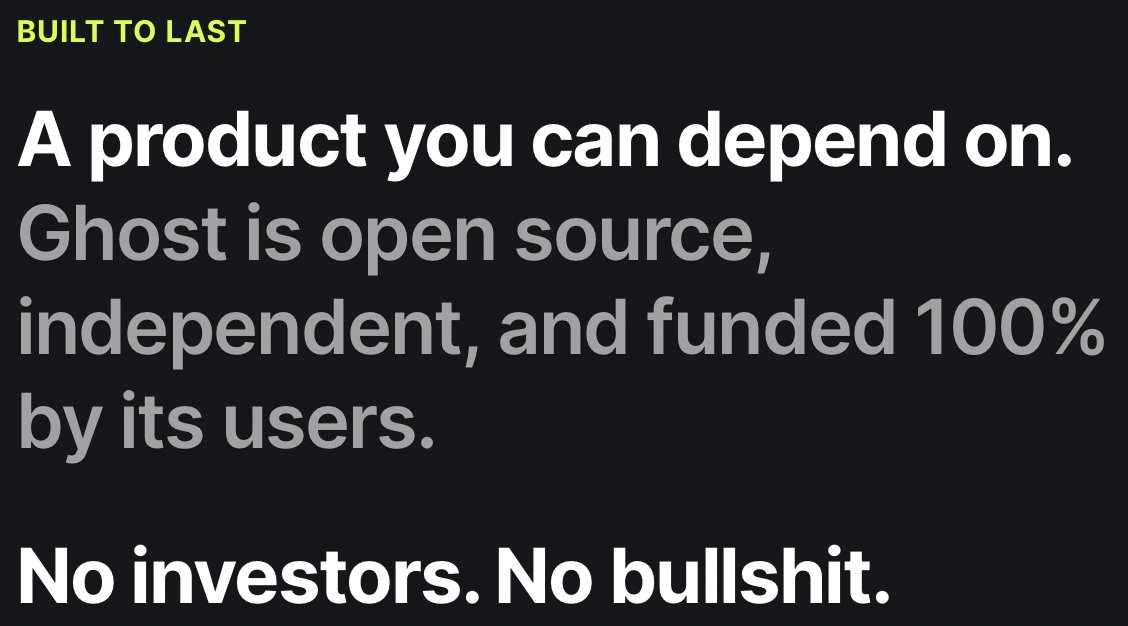 BUILT TO LAST
A product you can depend on.
Ghost is open source,
independent, and funded 100%
by its users.
No investors. No bullshit.